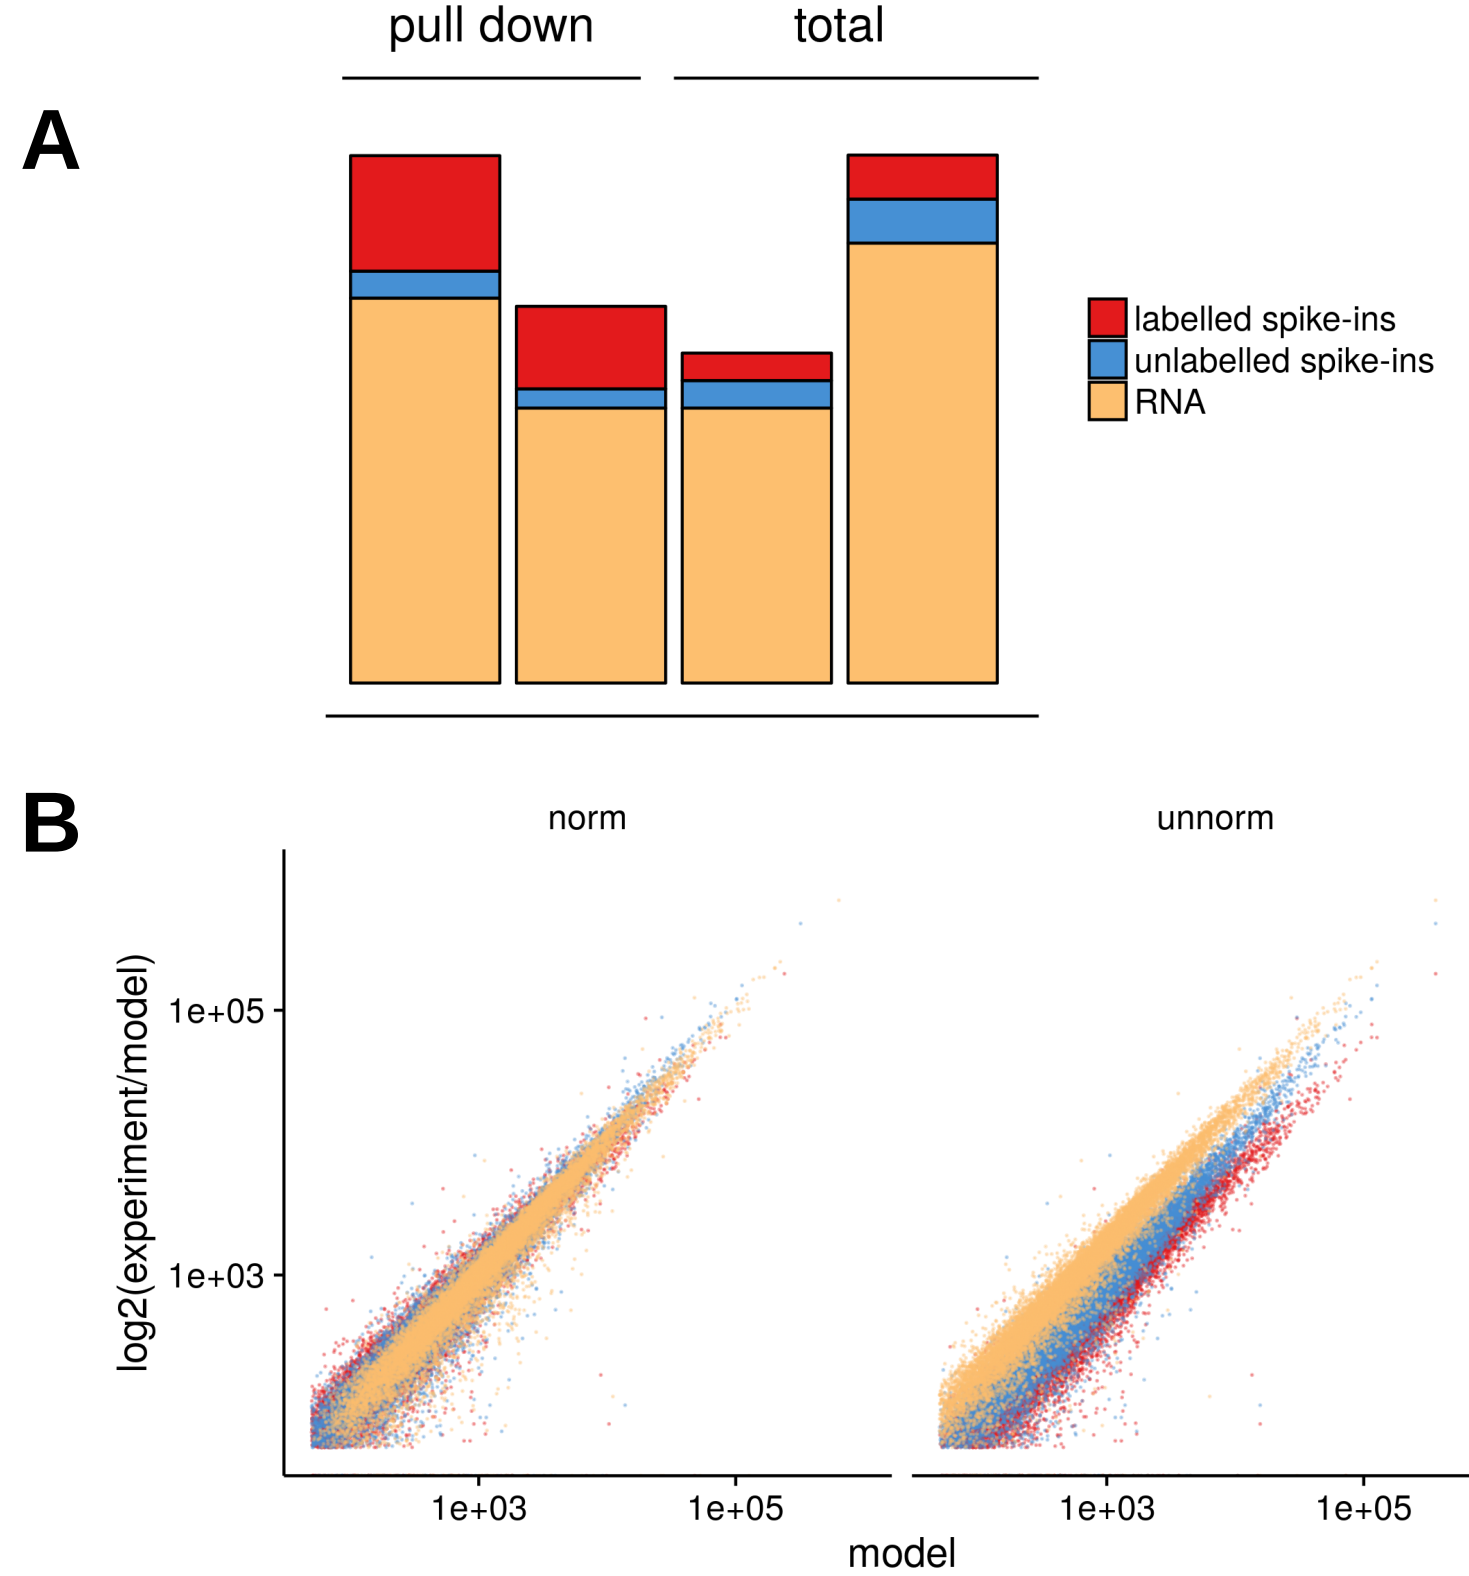 pull down total
A
labelled spike-ins
unlabelled spike-ins
RNA
B
norm unnorm
log2(experiment/model)
1e+05
1e+03
1e+03 1e+05 1e+03 1e+05
model